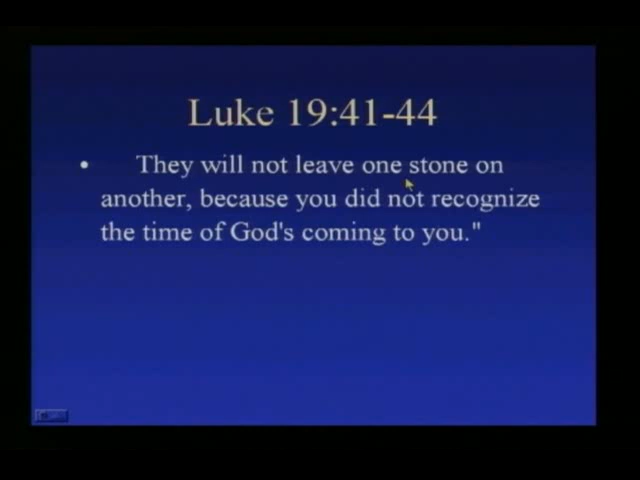 Luke 19:41-44
• They will not leave one stone on
another, because you did not recognize
the time of God's coming to you."